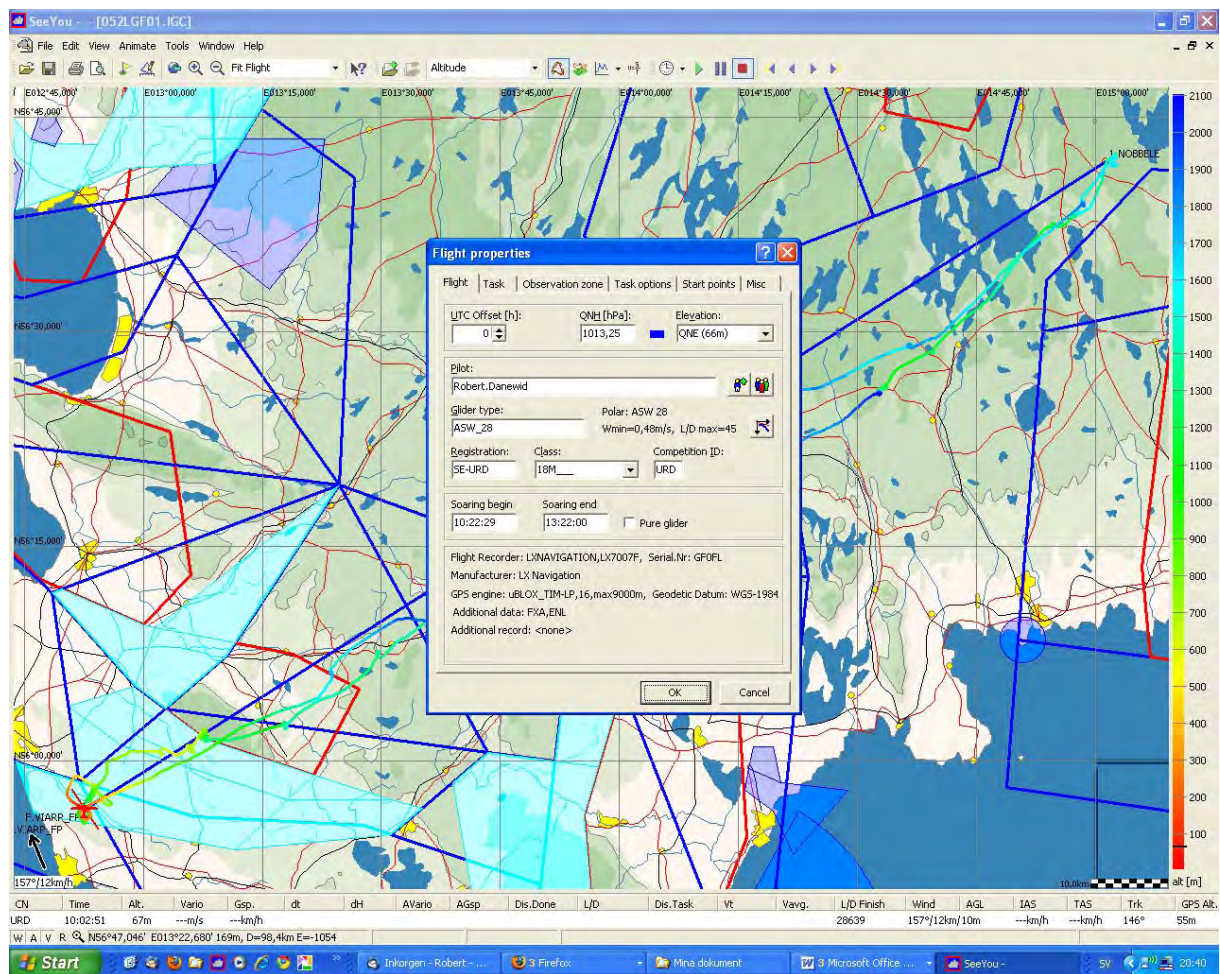 SeeYou - - [052LGF01.IGC]
File Edit View Animate Tools Window Help
Fit Flight Altitude
E012°45,000' E013°00,000' E013°15,000' E013°30,000' E013°45,000' E014°00,000' E014°15,000' E014°30,000' E014°45,000' E015°00,000'
N56°45,000'
N56°30,000'
N56°15,000'
N56°00,000'
1 NOBBELE
F.VIARP_FP
.VIARP_FP
157°/12km/h
10,0km
2100
2000
1900
1800
1700
1600
1500
1400
1300
1200
1100
1000
900
800
700
600
500
400
300
200
100
alt [m]
Flight properties
Flight Task Observation zone Task options Start points Misc
UTC Offset [h]: QNH [hPa]: Elevation:
0 1013,25 QNE (66m)
Pilot:
Robert.Danewid
Glider type: Polar: ASW 28
ASW_28 Wmin=0,48m/s, L/D max=45
Registration: Class: Competition ID:
SE-URD 18M___ URD
Soaring begin Soaring end
10:22:29 13:22:00 Pure glider
Flight Recorder: LXNAVIGATION,LX7007F, Serial.Nr: GF0FL
Manufacturer: LX Navigation
GPS engine: uBLOX_TIM-LP,16,max9000m, Geodetic Datum: WGS-1984
Additional data: FXA,ENL
Additional record: <none>
OK Cancel
CN Time Alt. Vario Gsp. dt dH AVario AGsp Dis.Done L/D Dis.Task Vt Vavg. L/D Finish Wind AGL IAS TAS Trk GPS Alt.
URD 10:02:51 67m ---m/s ---km/h 28639 157°/12km/h 10m ---km/h ---km/h 146° 55m
W A V R N56°47,046' E013°22,680' 169m, D=98,4km E=-1054
Start Inkorgen - Robert - ... 3 Firefox Mina dokument 3 Microsoft Office ... SeeYou - SV 20:40